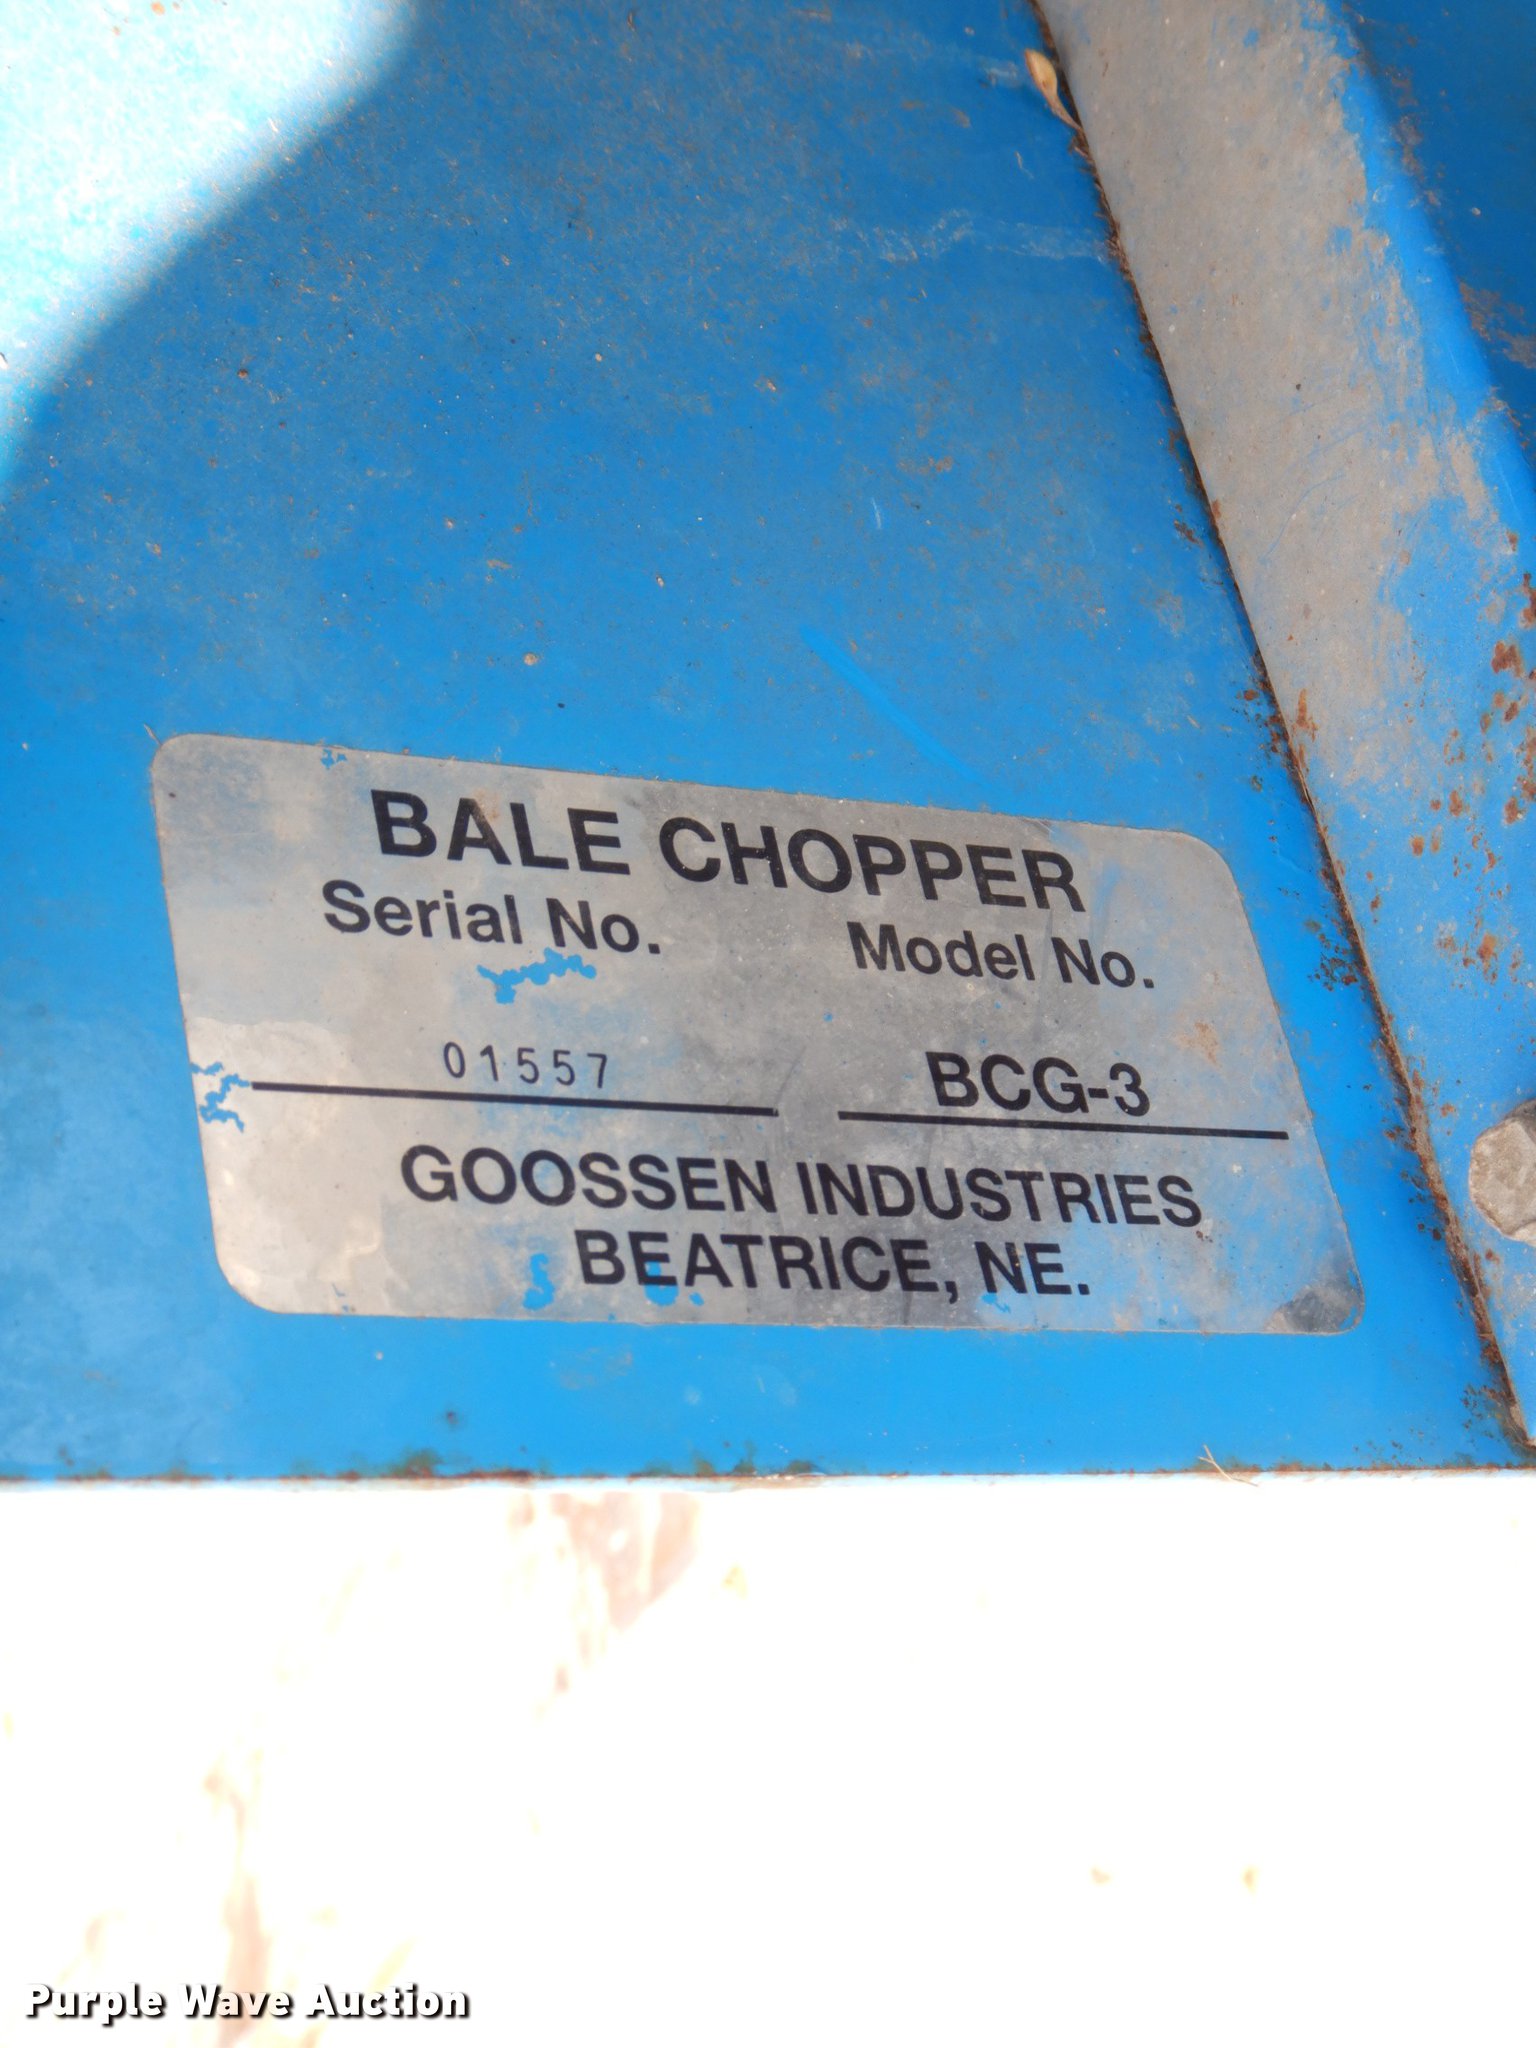 BALE CHOPPER
Serial No. Model No.
01557 BCG-3
GOOSSEN INDUSTRIES
BEATRICE, NE.
Purple Wave Auction